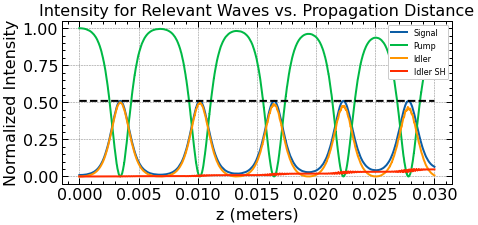 Intensity for Relevant Waves vs. Propagation Distance
Normalized Intensity
1.00
0.75
0.50
0.25
0.00
Signal
Pump
Idler
Idler SH
0.000 0.005 0.010 0.015 0.020 0.025 0.030
z (meters)